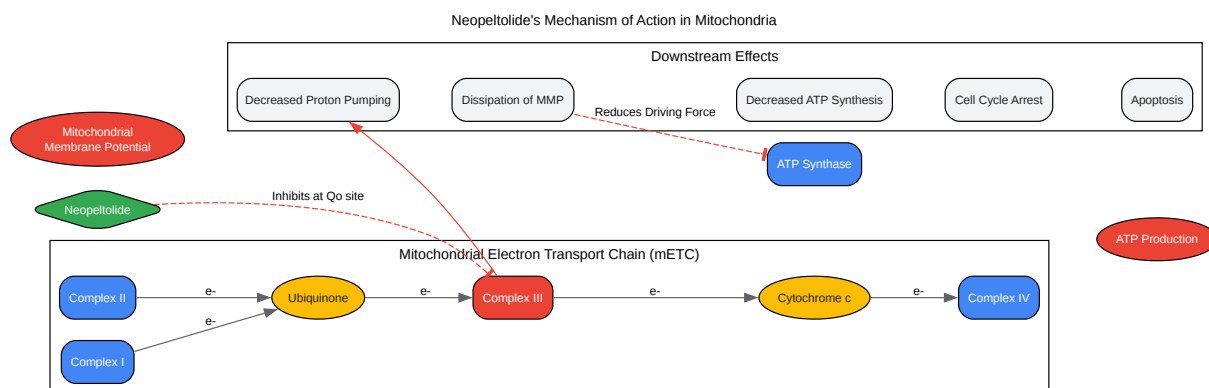 Neopeltolide's Mechanism of Action in Mitochondria
Downstream Effects
Decreased Proton Pumping
Dissipation of MMP
Decreased ATP Synthesis
Cell Cycle Arrest
Apoptosis
Reduces Driving Force
Mitochondrial
Membrane Potential
ATP Synthase
Inhibits at Qo site
Neopeltolide
ATP Production
Mitochondrial Electron Transport Chain (mETC)
Complex II
e-
Ubiquinone
e-
Complex III
e-
Cytochrome c
e-
Complex IV
e-
Complex I